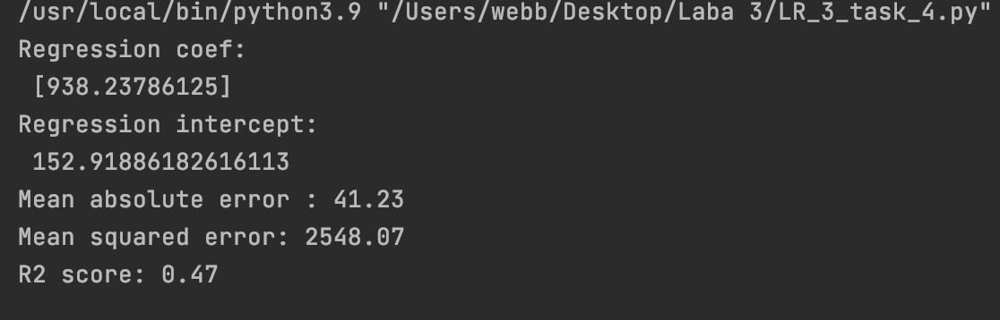 /usr/local/bin/python3.9 "/Users/webb/Desktop/Laba 3/LR_3_task_4.py"
Regression coef:
[938.23786125]
Regression intercept:
152.91886182616113
Mean absolute error : 41.23
Mean squared error: 2548.07
R2 score: 0.47